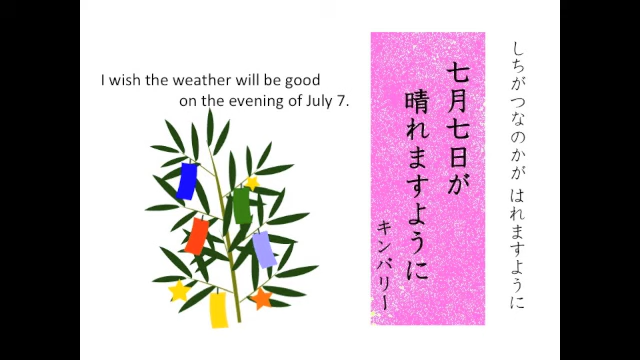 I wish the weather will be good
on the evening of July 7.
七月七日が
晴れますように
キンバリー
しちがつなのかが はれますように